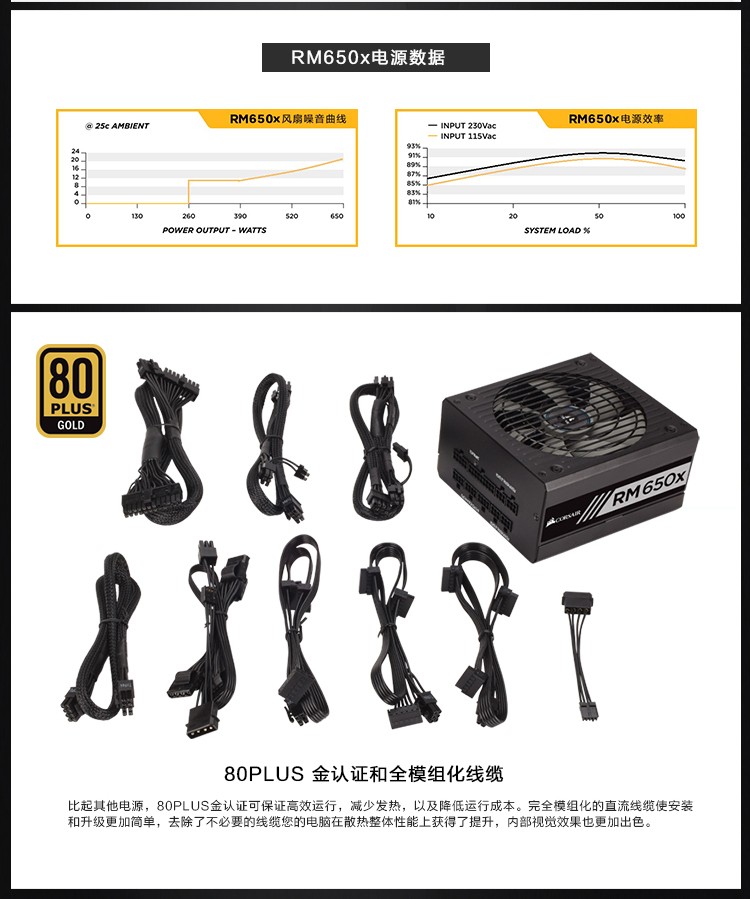 RM650x电源数据
@ 25c AMBIENT
RM650x风扇噪音曲线
24
20
16
12
8
4
0
0 130 260 390 520 650
POWER OUTPUT - WATTS
INPUT 230Vac
INPUT 115Vac
RM650x电源效率
93%
91%
89%
87%
85%
83%
81%
10 20 50 100
SYSTEM LOAD %
80
PLUS
GOLD
CORSAIR
RM650x
80PLUS 金认证和全模组化线缆
比起其他电源，80PLUS金认证可保证高效运行，减少发热，以及降低运行成本。完全模组化的直流线缆使安装
和升级更加简单，去除了不必要的线缆您的电脑在散热整体性能上获得了提升，内部视觉效果也更加出色。